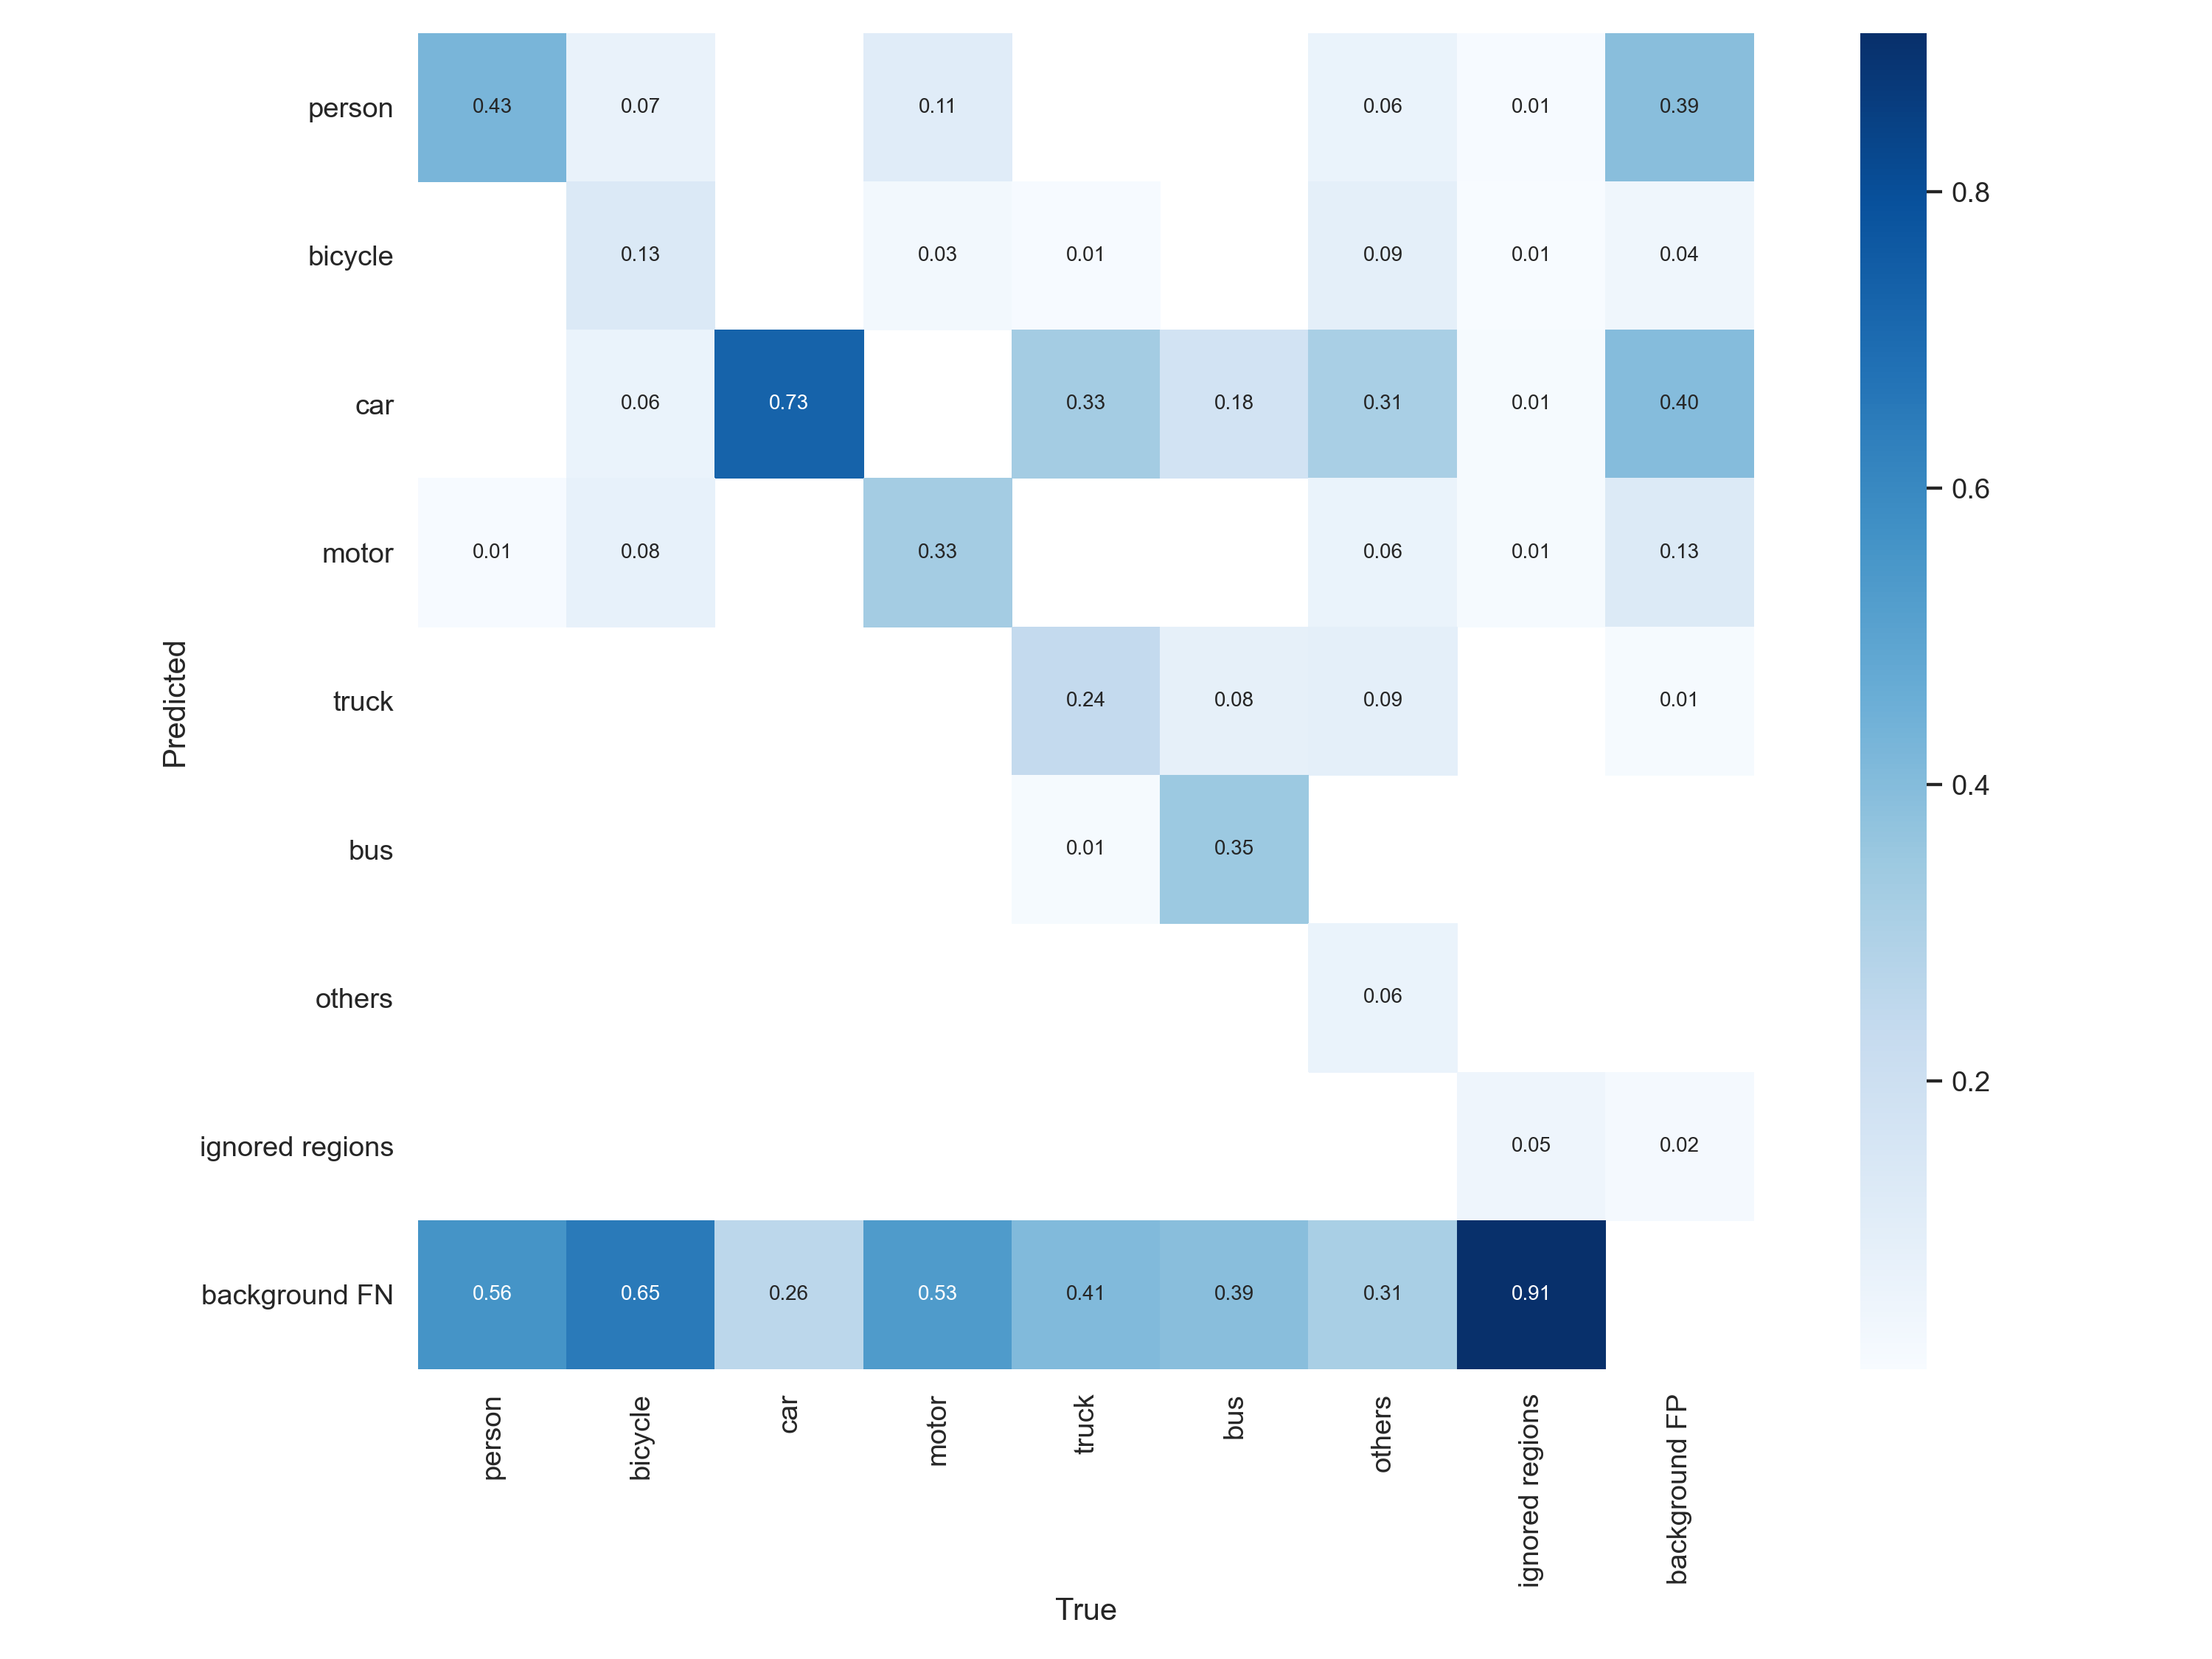 person 0.43 0.07 0.11 0.06 0.01 0.39
0.8
bicycle 0.13 0.03 0.01 0.09 0.01 0.04
car 0.06 0.73 0.33 0.18 0.31 0.01 0.40
0.6
motor 0.01 0.08 0.33 0.06 0.01 0.13
Predicted
truck 0.24 0.08 0.09 0.01
0.4
bus 0.01 0.35
others 0.06
0.2
ignored regions 0.05 0.02
background FN 0.56 0.65 0.26 0.53 0.41 0.39 0.31 0.91
person
bicycle
car
motor
truck
bus
others
ignored regions
background FP
True